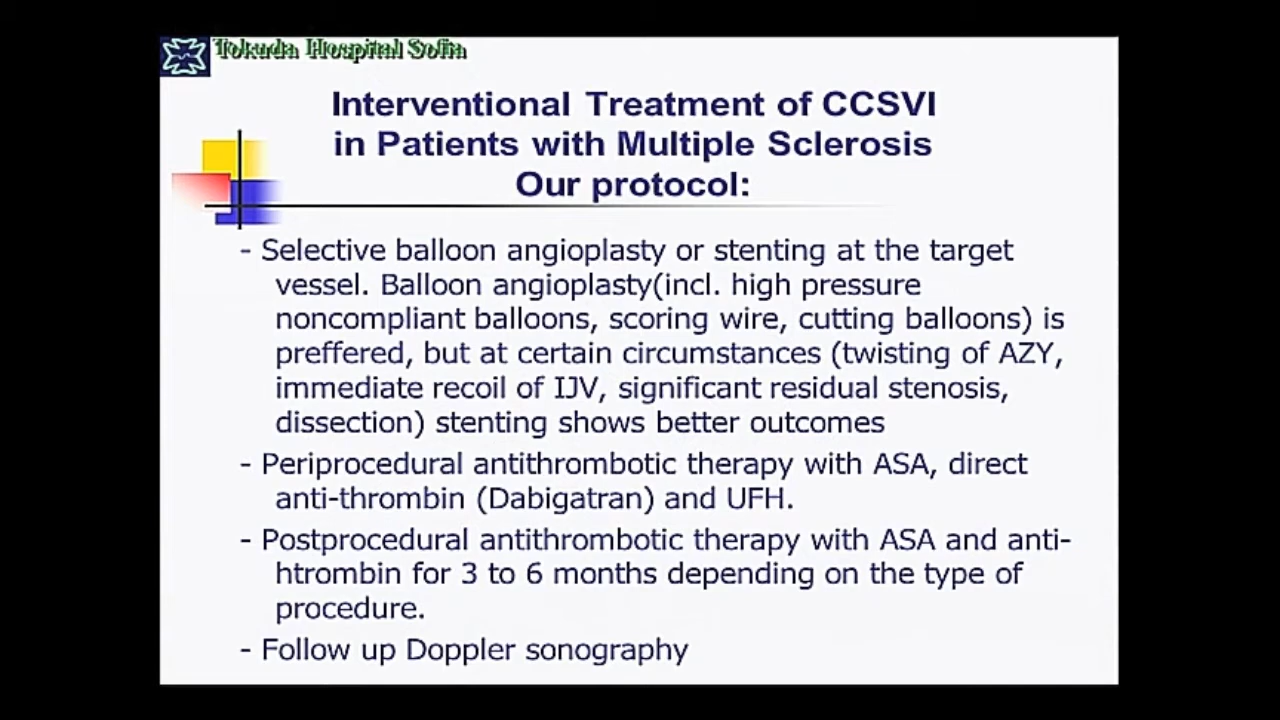 Tokuda Hospital Sofia
Interventional Treatment of CCSVI
in Patients with Multiple Sclerosis
Our protocol:
- Selective balloon angioplasty or stenting at the target
vessel. Balloon angioplasty(incl. high pressure
noncompliant balloons, scoring wire, cutting balloons) is
preffered, but at certain circumstances (twisting of AZY,
immediate recoil of IJV, significant residual stenosis,
dissection) stenting shows better outcomes
- Periprocedural antithrombotic therapy with ASA, direct
anti-thrombin (Dabigatran) and UFH.
- Postprocedural antithrombotic therapy with ASA and anti-
htrombin for 3 to 6 months depending on the type of
procedure.
- Follow up Doppler sonography